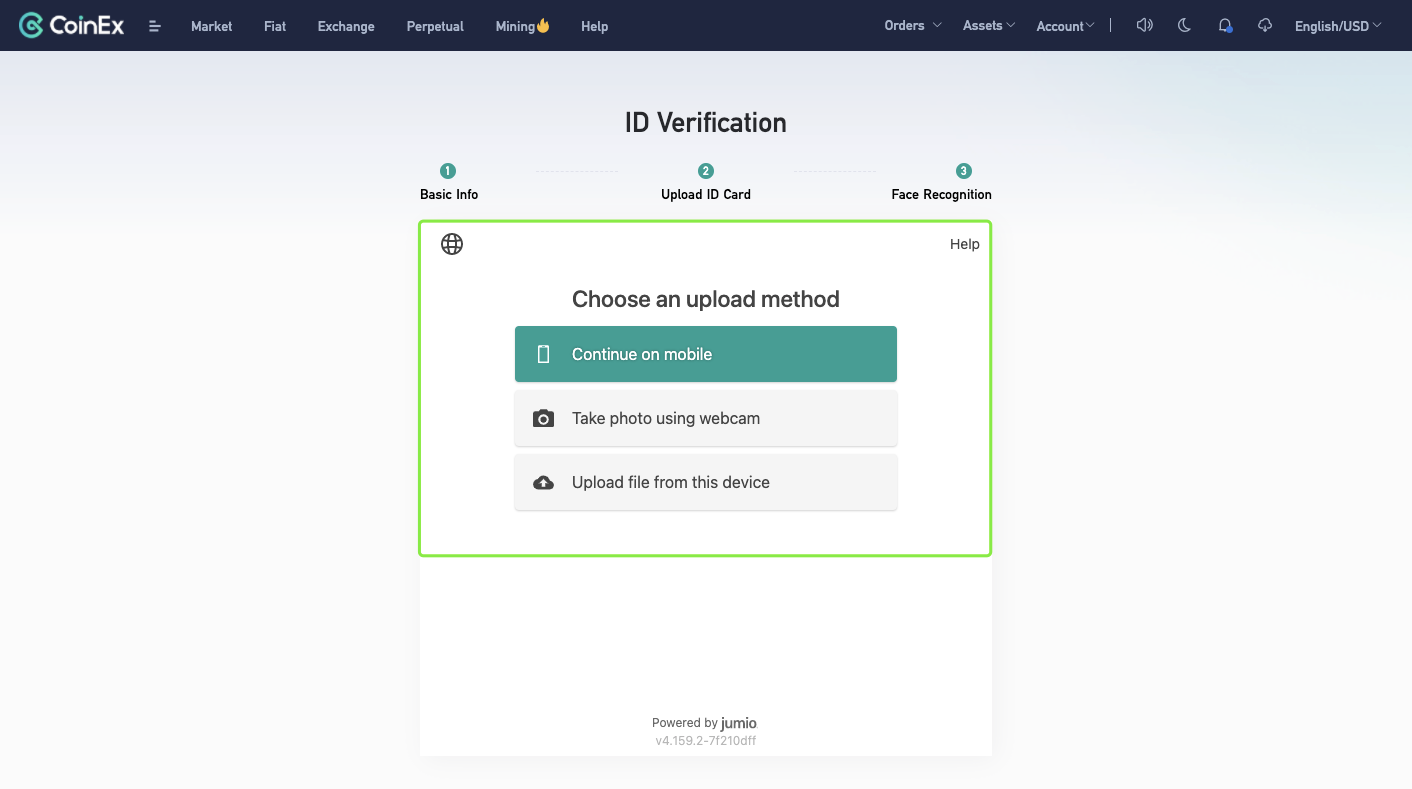 CoinEx Market Fiat Exchange Perpetual Mining Help Orders Assets Account English/USD
ID Verification
1 2 3
Basic Info Upload ID Card Face Recognition
Help
Choose an upload method
Continue on mobile
Take photo using webcam
Upload file from this device
Powered by jumio
v4.159.2-7f210dff